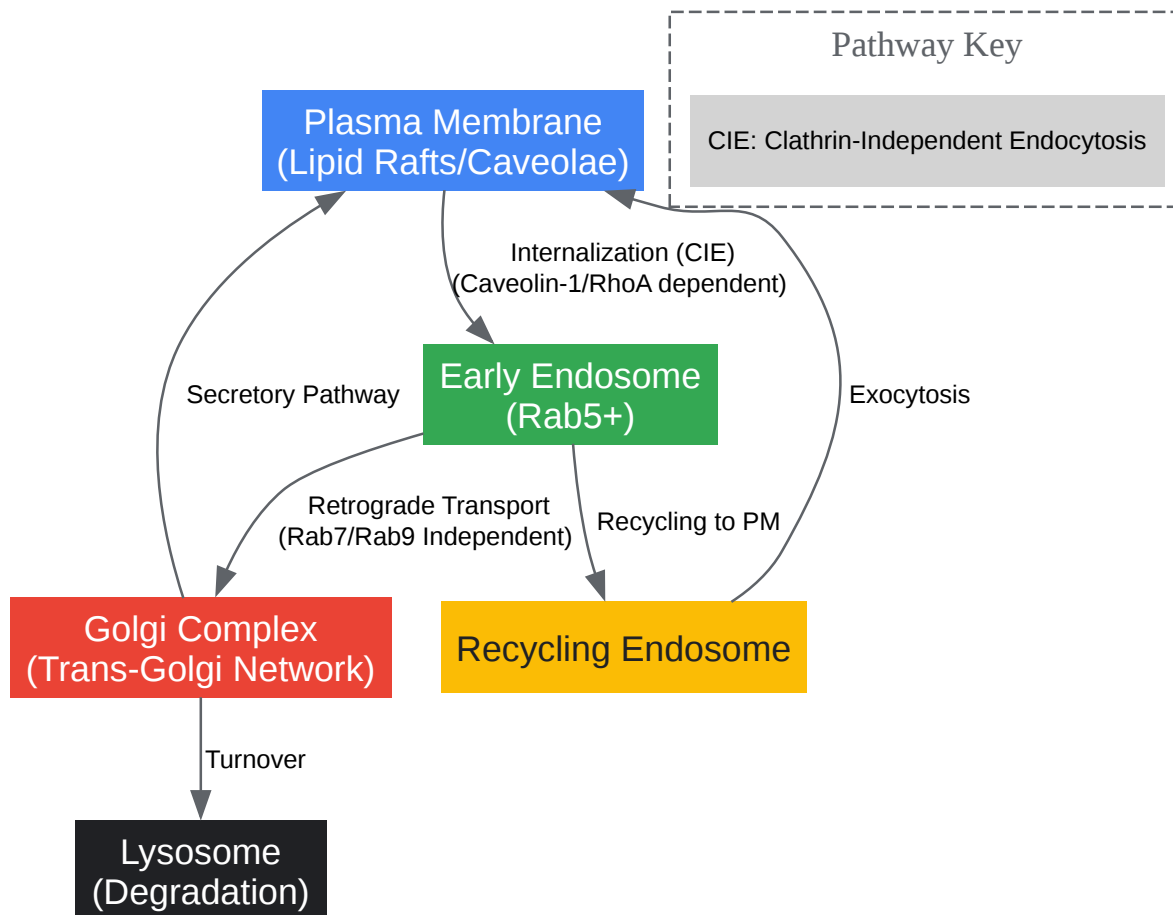 Pathway Key
CIE: Clathrin-Independent Endocytosis
Plasma Membrane
(Lipid Rafts/Caveolae)
Internalization (CIE)
(Caveolin-1/RhoA dependent)
Early Endosome
(Rab5+)
Secretory Pathway
Exocytosis
Retrograde Transport
(Rab7/Rab9 Independent)
Recycling to PM
Golgi Complex
(Trans-Golgi Network)
Recycling Endosome
Turnover
Lysosome
(Degradation)